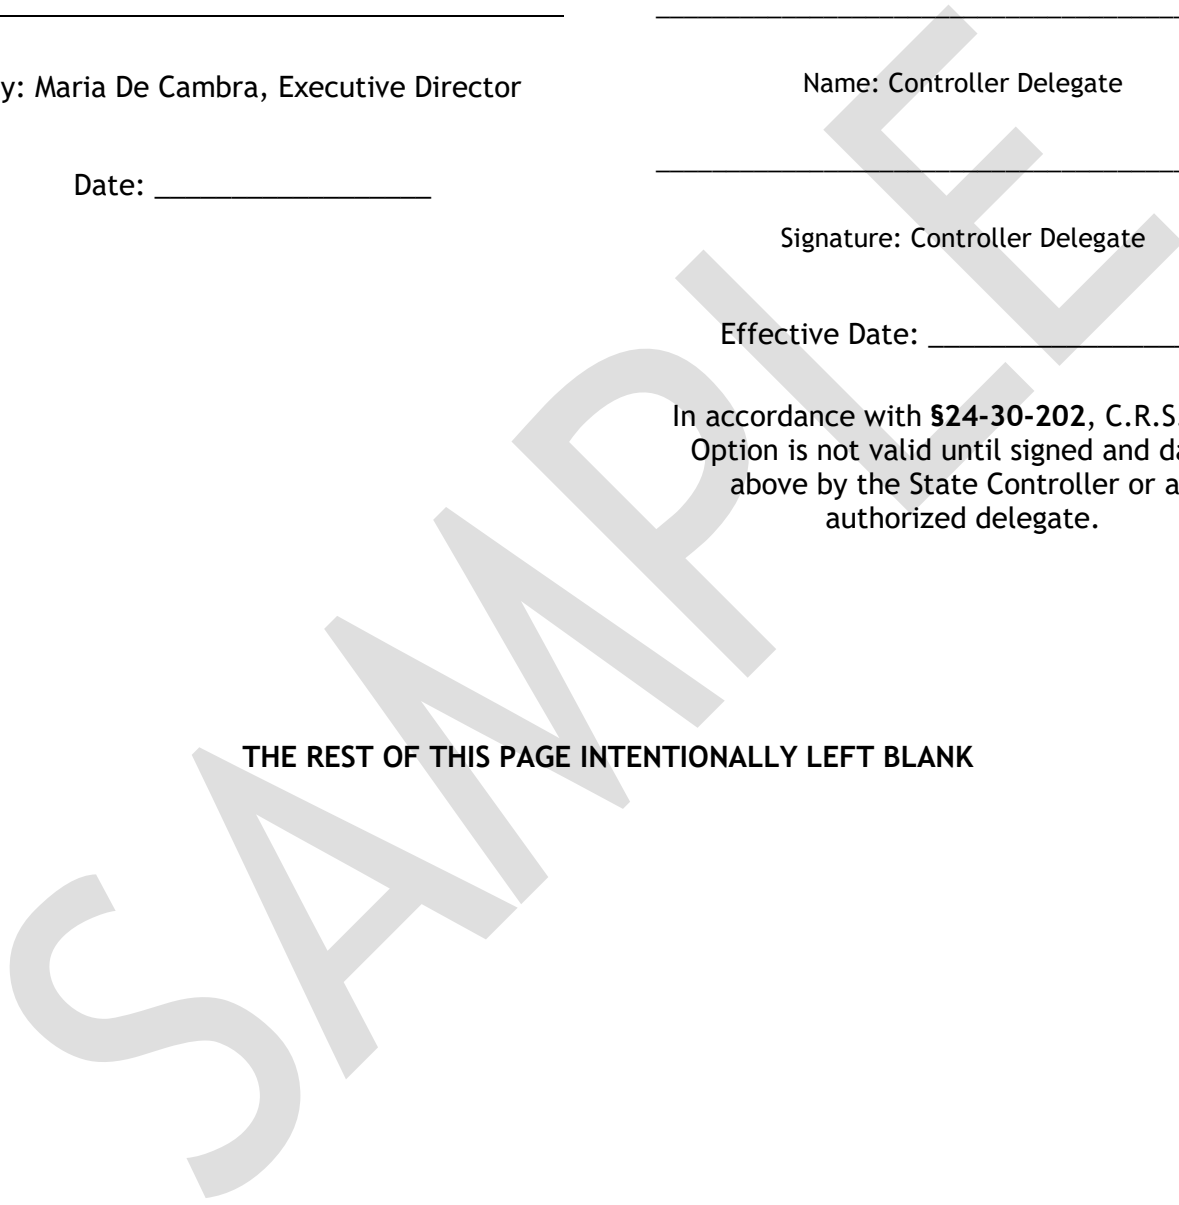 y: Maria De Cambra, Executive Director
Date: __________________
Name: Controller Delegate
Signature: Controller Delegate
Effective Date: __________________
In accordance with §24-30-202, C.R.S.
Option is not valid until signed and da
above by the State Controller or a
authorized delegate.
THE REST OF THIS PAGE INTENTIONALLY LEFT BLANK
SAMPLE